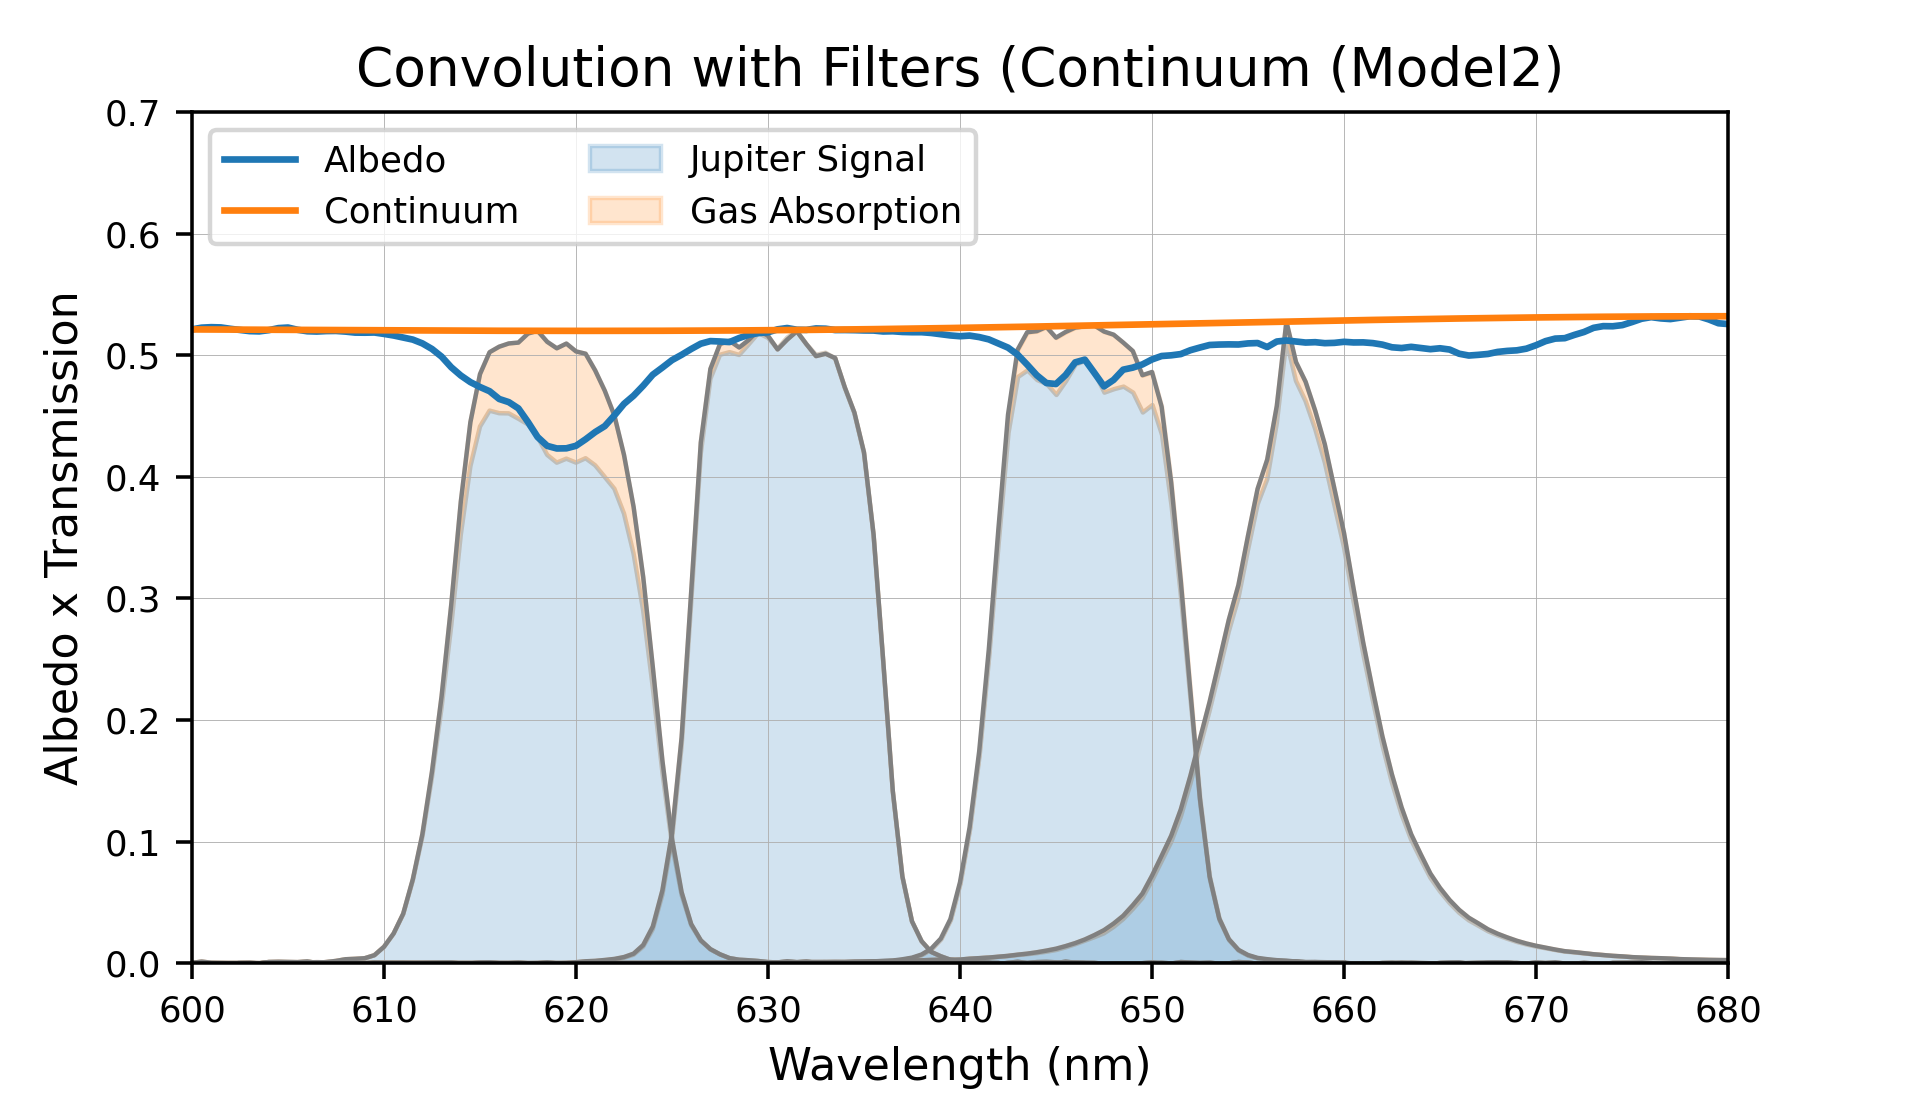 Convolution with Filters (Continuum (Model2)
Albedo
Continuum
Jupiter Signal
Gas Absorption
Albedo x Transmission
0.7
0.6
0.5
0.4
0.3
0.2
0.1
0.0
600 610 620 630 640 650 660 670 680
Wavelength (nm)